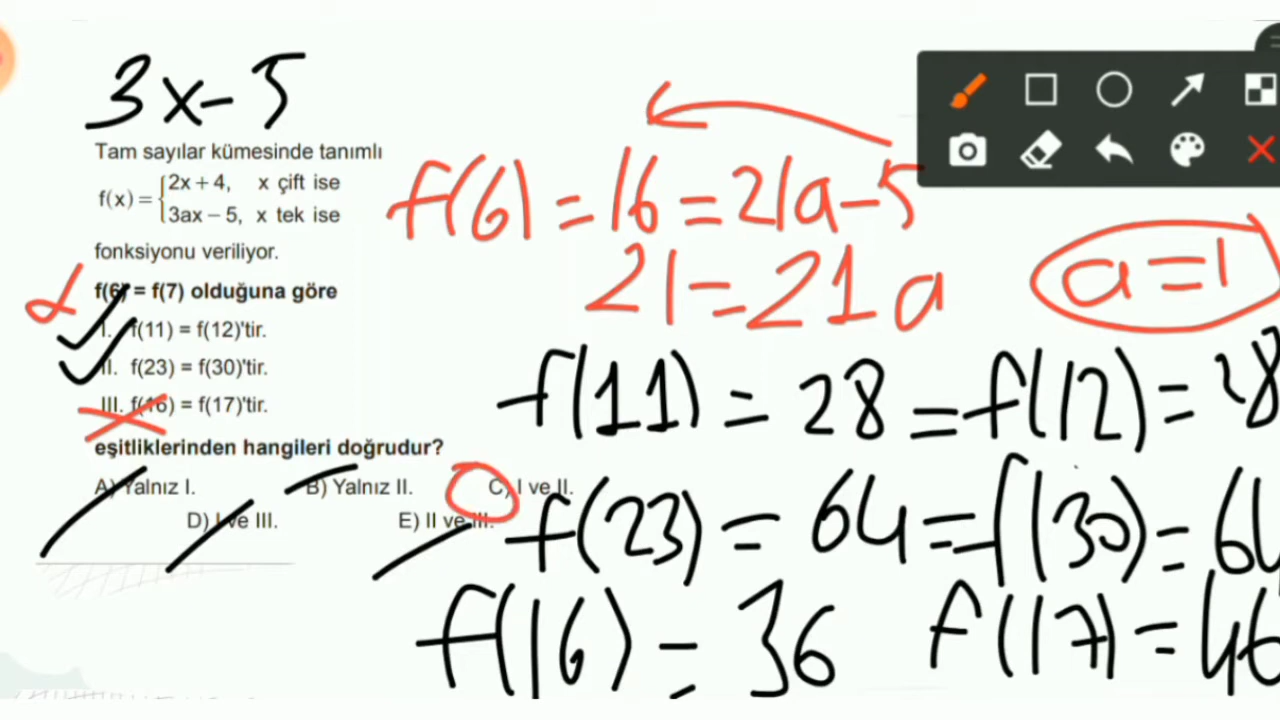 3x-5
Tam sayılar kümesinde tanımlı
f(x) = { 2x + 4, x çift ise
3ax – 5, x tek ise
fonksiyonu veriliyor.
f(6) = f(7) olduğuna göre
I. f(11) = f(12)'tir.
II. f(23) = f(30)'tir.
III. f(16) = f(17)'tir.
eşitliklerinden hangileri doğrudur?
A) Yalnız I. B) Yalnız II. C) I ve II.
D) I ve III. E) II ve III.
f(6) = 16 = 21a-5
21 = 21a
a = 1
f(11) = 28 = f(12) = 28
f(23) = 64 = f(30) = 64
f(16) = 36 f(17) = 46